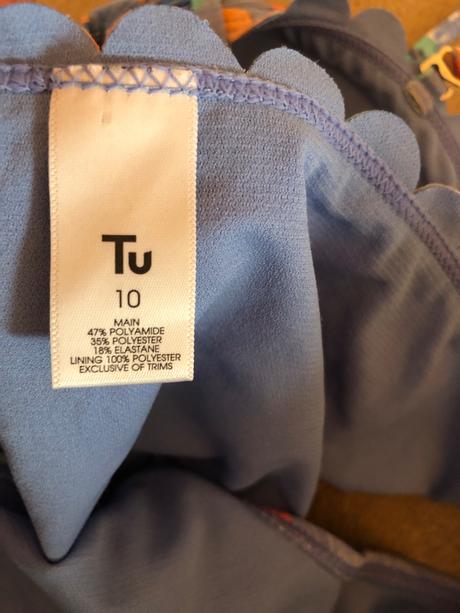 Tu
10
MAIN
47% POLYAMIDE
35% POLYESTER
18% ELASTANE
LINING 100% POLYESTER
EXCLUSIVE OF TRIMS